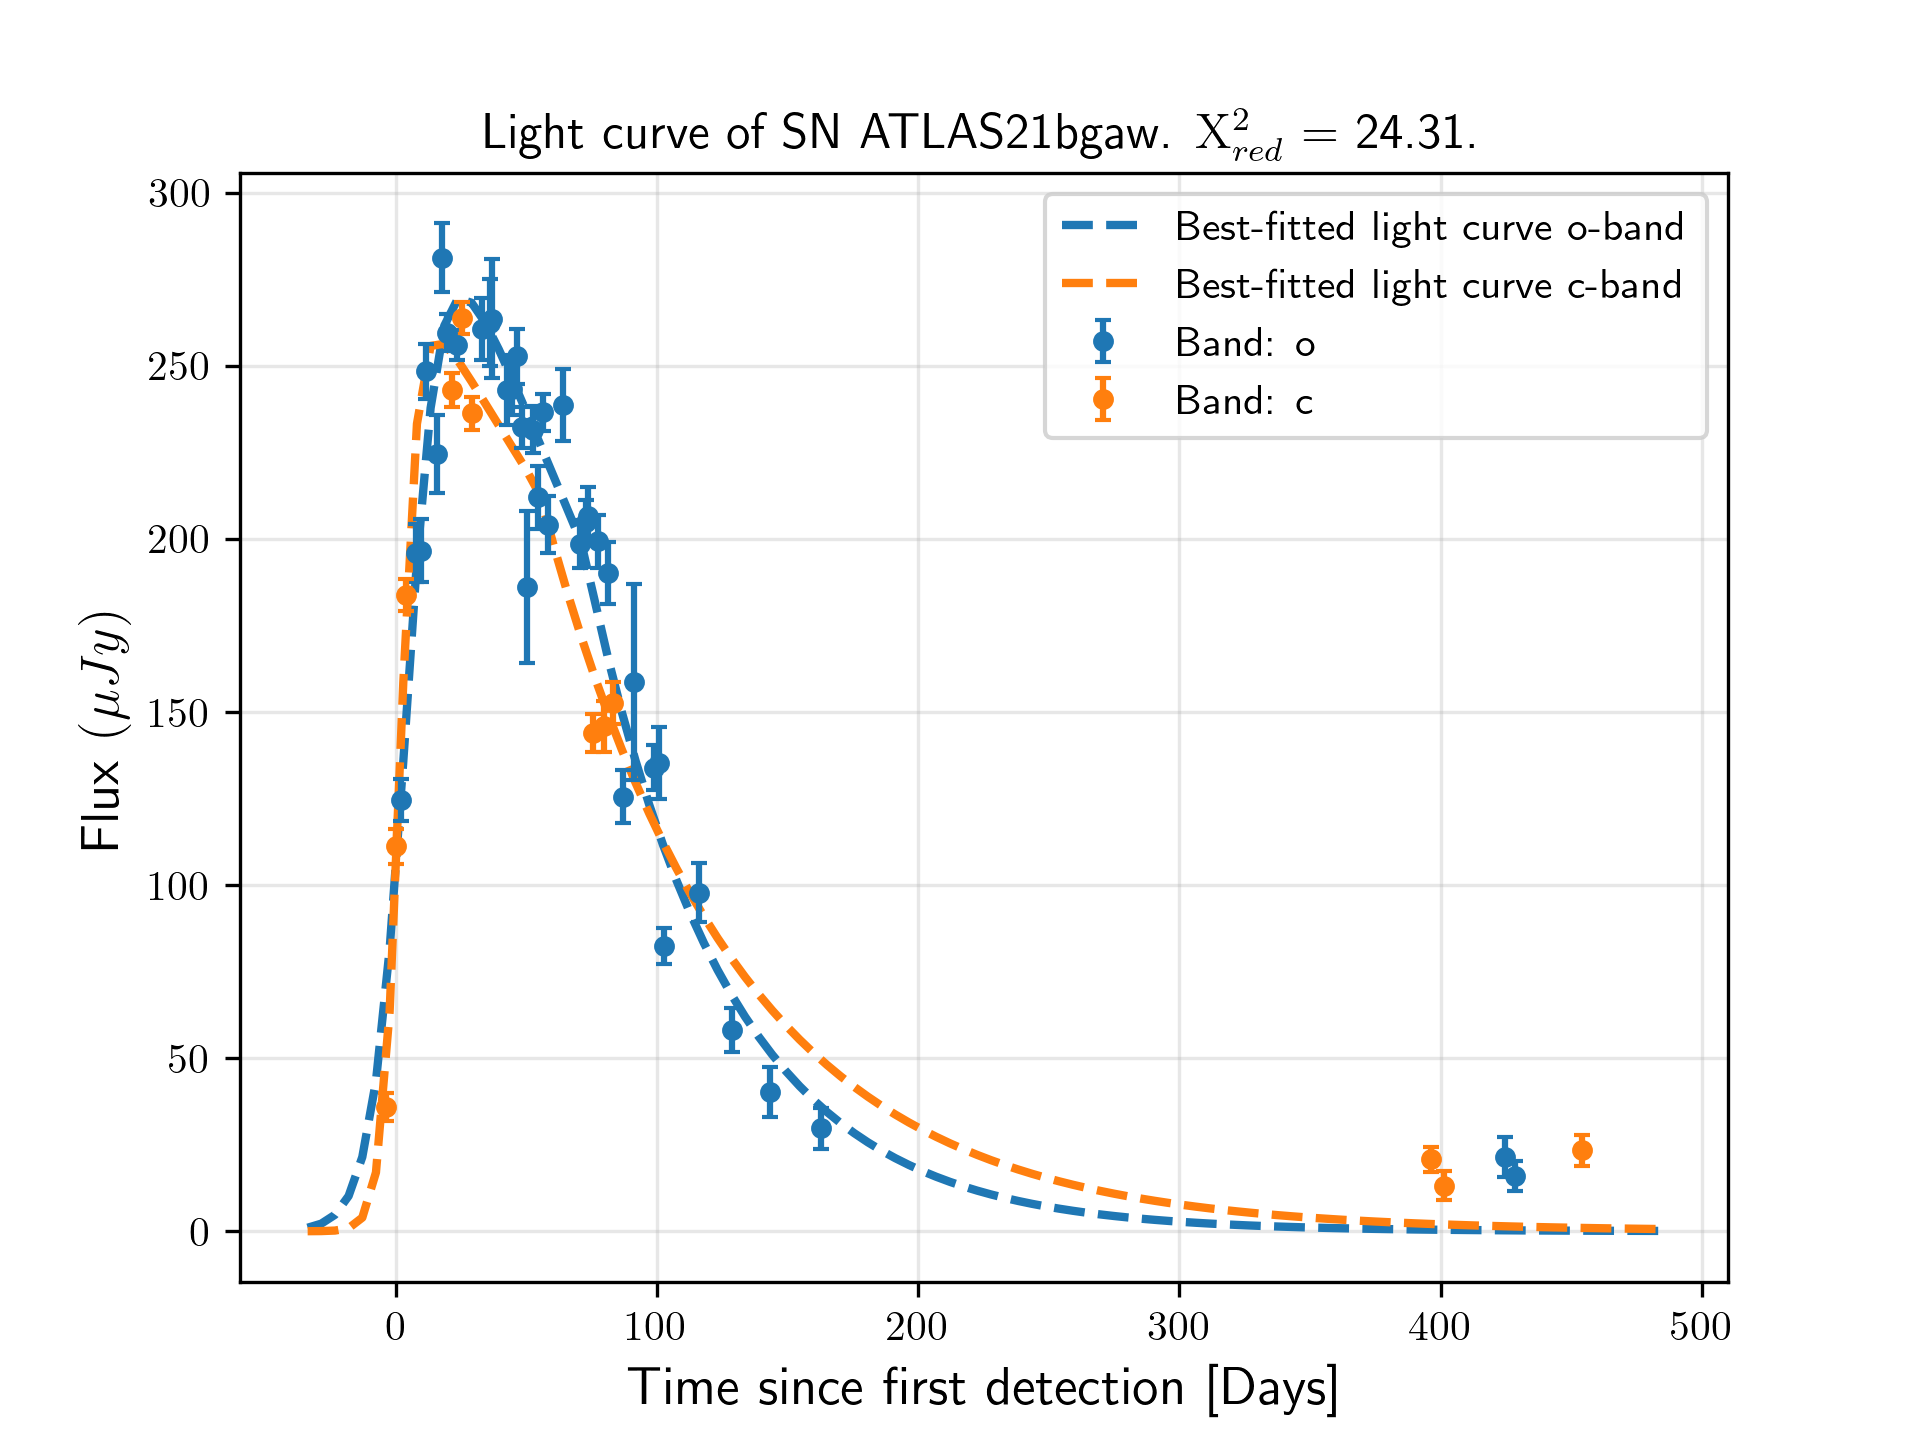 Light curve of SN ATLAS21bgaw. X²_red = 24.31.
Best-fitted light curve o-band
Best-fitted light curve c-band
Band: o
Band: c
Flux (μJy)
300
250
200
150
100
50
0
0 100 200 300 400 500
Time since first detection [Days]